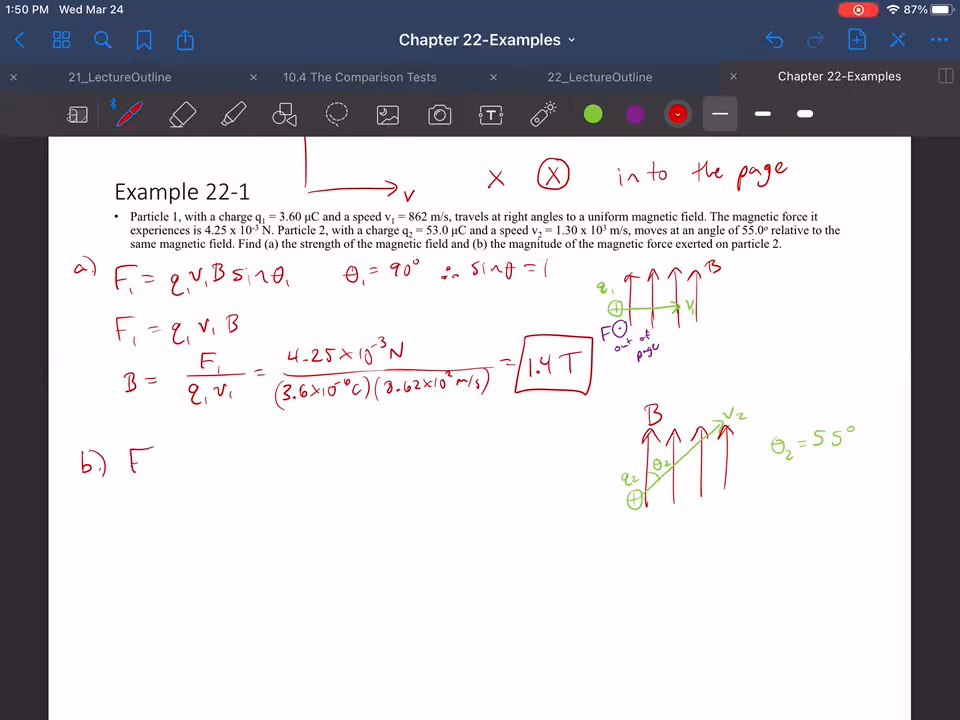 1:50 PM Wed Mar 24
87%
Chapter 22-Examples
21_LectureOutline
10.4 The Comparison Tests
22_LectureOutline
Chapter 22-Examples
v
x ⓧ into the page
Example 22-1
• Particle 1, with a charge q₁ = 3.60 μC and a speed v₁ = 862 m/s, travels at right angles to a uniform magnetic field. The magnetic force it
experiences is 4.25 x 10⁻³ N. Particle 2, with a charge q₂ = 53.0 μC and a speed v₂ = 1.30 x 10³ m/s, moves at an angle of 55.0° relative to the
same magnetic field. Find (a) the strength of the magnetic field and (b) the magnitude of the magnetic force exerted on particle 2.
a.) F₁ = q₁v₁B sinθ₁ θ₁ = 90° ∴ sinθ = 1
B
q₁
⊕
v₁
F₁ = q₁ v₁ B
F ⊙
out of
page
B = F₁ / q₁v₁ = 4.25×10⁻³ N / (3.6×10⁻⁶C)(8.62×10² m/s) = 1.4 T
B
v₂
θ₂ = 55°
b.) F
θ₂
q₂
⊕